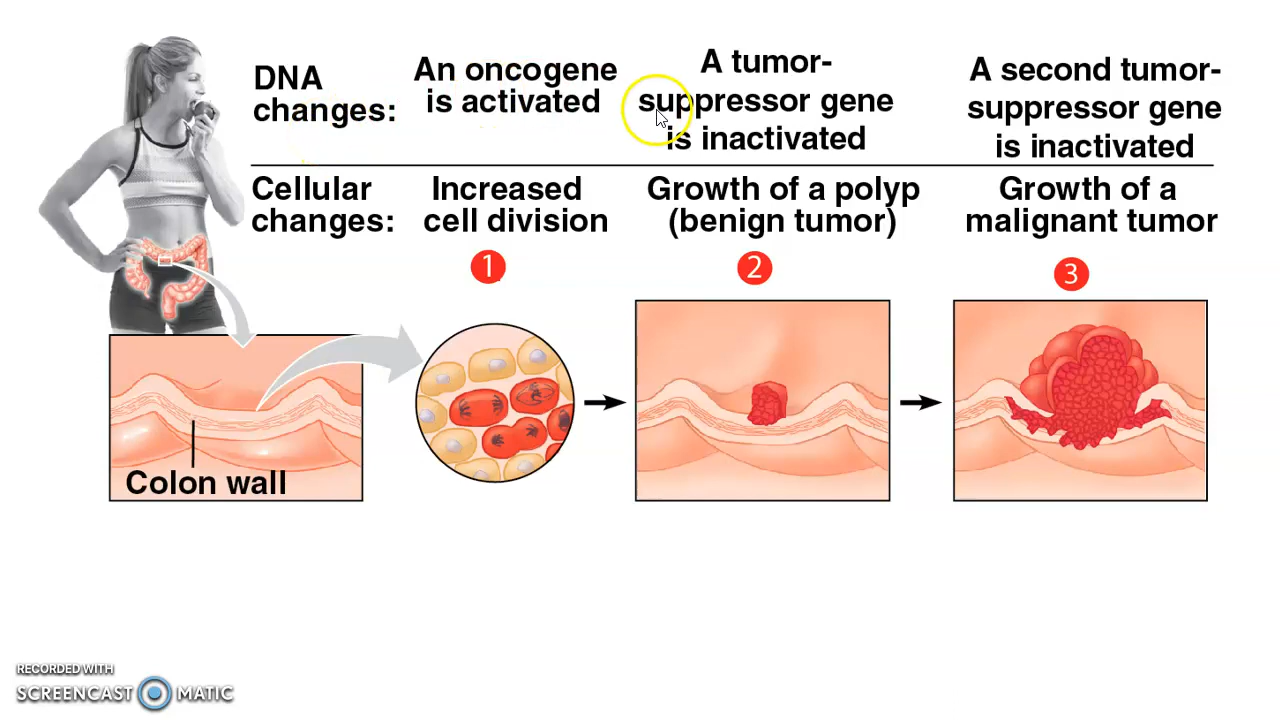 DNA
changes:
An oncogene
is activated
A tumor-
suppressor gene
is inactivated
A second tumor-
suppressor gene
is inactivated
Cellular
changes:
Increased
cell division
Growth of a polyp
(benign tumor)
Growth of a
malignant tumor
1
2
3
Colon wall
RECORDED WITH
SCREENCAST MATIC